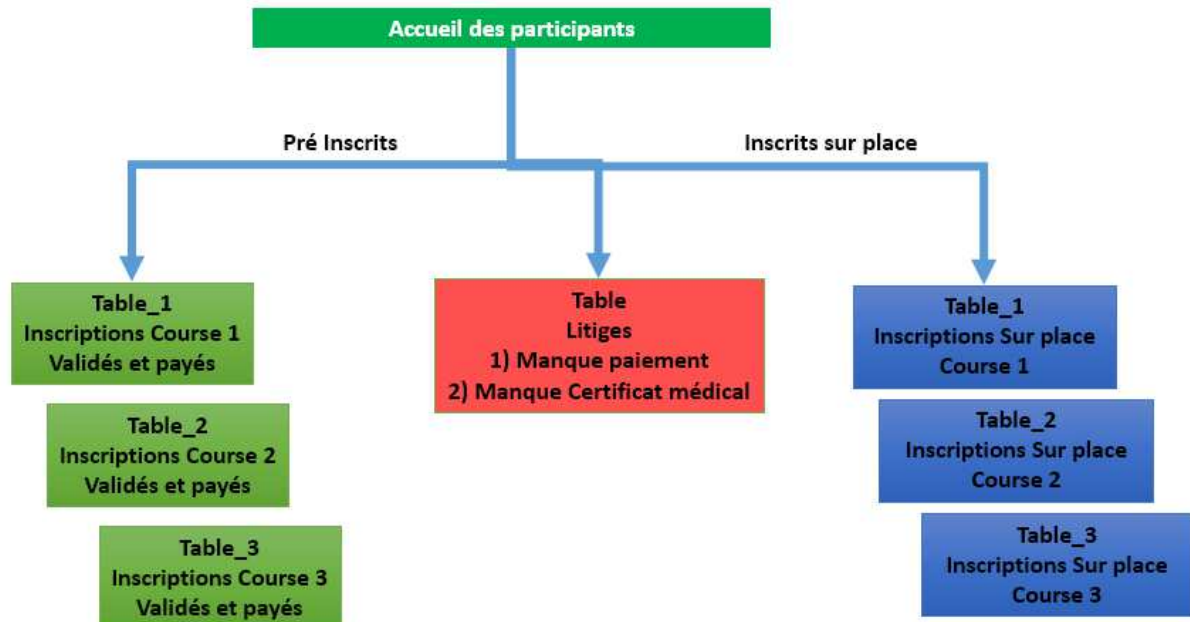 Accueil des participants
Pré Inscrits
Inscrits sur place
Table_1
Inscriptions Course 1
Validés et payés
Table_2
Inscriptions Course 2
Validés et payés
Table_3
Inscriptions Course 3
Validés et payés
Table
Litiges
1) Manque paiement
2) Manque Certificat médical
Table_1
Inscriptions Sur place
Course 1
Table_2
Inscriptions Sur place
Course 2
Table_3
Inscriptions Sur place
Course 3